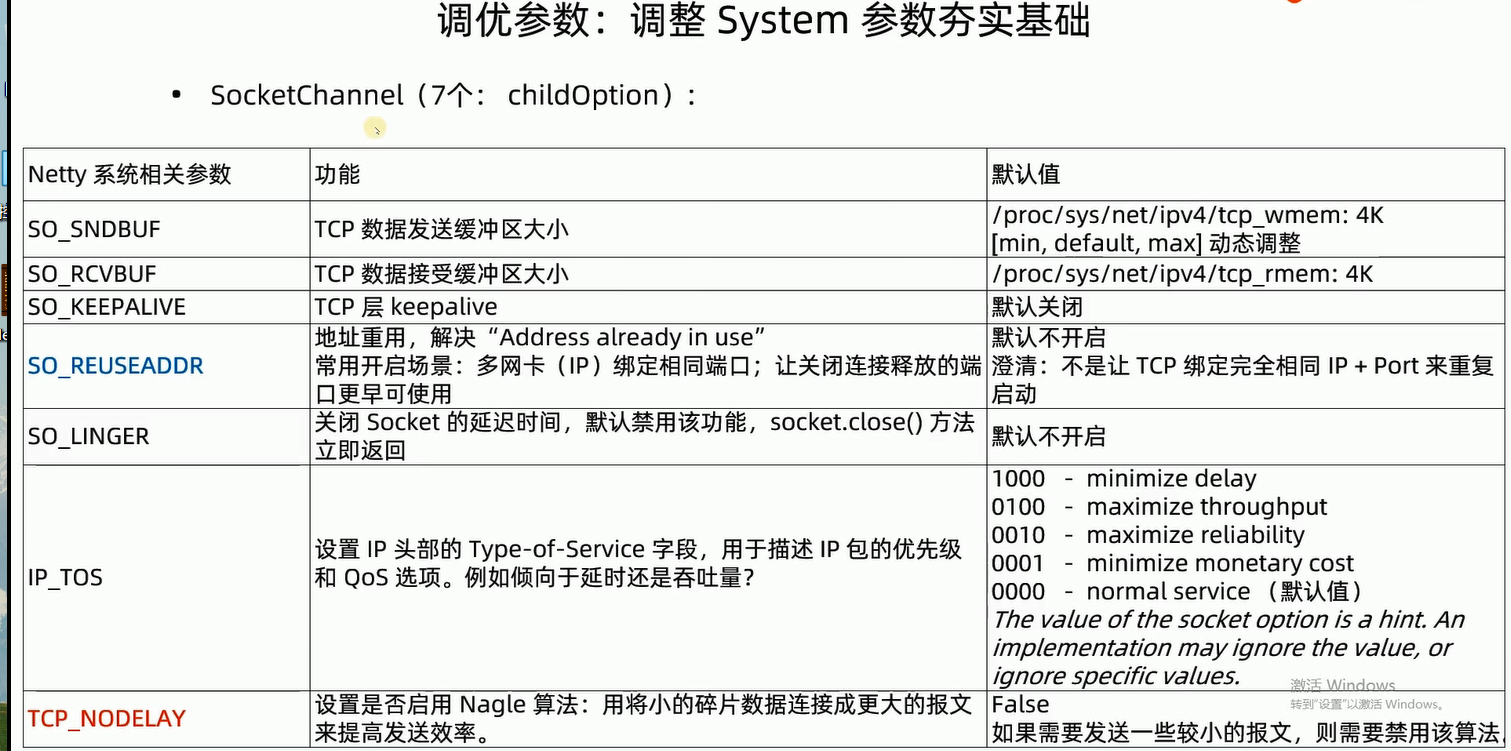 调优参数：调整 System 参数夯实基础
• SocketChannel（7个： childOption）:
Netty 系统相关参数 功能 默认值
SO_SNDBUF TCP 数据发送缓冲区大小 /proc/sys/net/ipv4/tcp_wmem: 4K
[min, default, max] 动态调整
SO_RCVBUF TCP 数据接受缓冲区大小 /proc/sys/net/ipv4/tcp_rmem: 4K
SO_KEEPALIVE TCP 层 keepalive 默认关闭
SO_REUSEADDR
地址重用，解决“Address already in use”
常用开启场景：多网卡（IP）绑定相同端口；让关闭连接释放的端
口更早可使用
默认不开启
澄清：不是让 TCP 绑定完全相同 IP + Port 来重复
启动
SO_LINGER
关闭 Socket 的延迟时间，默认禁用该功能，socket.close() 方法
立即返回
默认不开启
IP_TOS
设置 IP 头部的 Type-of-Service 字段，用于描述 IP 包的优先级
和 QoS 选项。例如倾向于延时还是吞吐量？
1000 - minimize delay
0100 - maximize throughput
0010 - maximize reliability
0001 - minimize monetary cost
0000 - normal service （默认值）
The value of the socket option is a hint. An
implementation may ignore the value, or
ignore specific values.
TCP_NODELAY
设置是否启用 Nagle 算法：用将小的碎片数据连接成更大的报文
来提高发送效率。
False
如果需要发送一些较小的报文，则需要禁用该算法
激活 Windows
转到"设置"以激活 Windows。